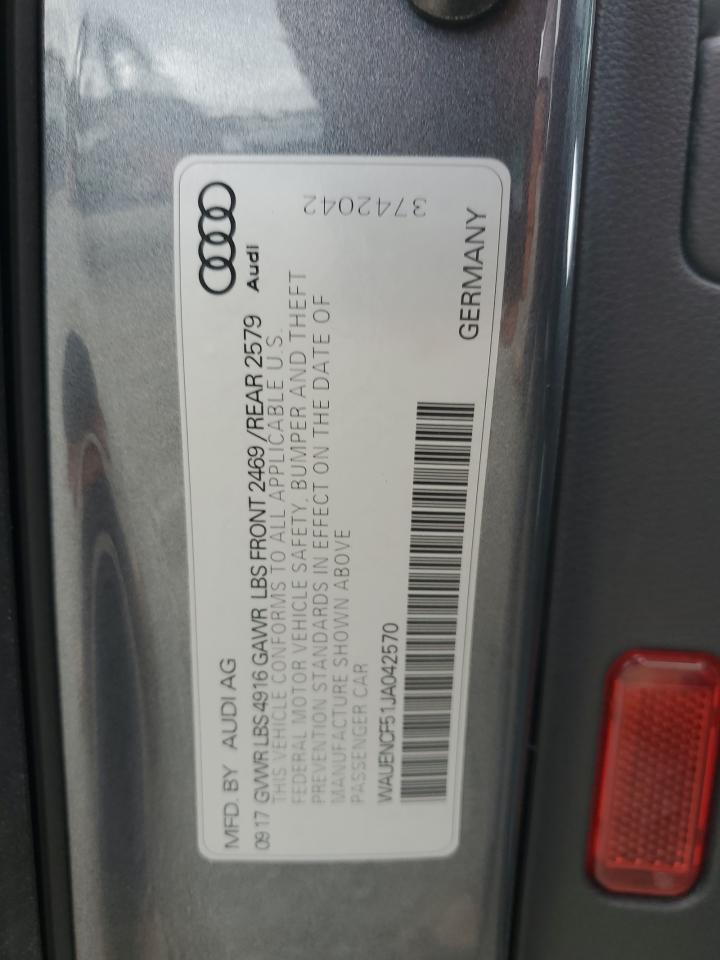 MFD. BY AUDI AG
Audi
09 17 GVWR LBS 4916 GAWR LBS FRONT 2469 /REAR 2579
THIS VEHICLE CONFORMS TO ALL APPLICABLE U.S.
FEDERAL MOTOR VEHICLE SAFETY, BUMPER AND THEFT
PREVENTION STANDARDS IN EFFECT ON THE DATE OF
MANUFACTURE SHOWN ABOVE
PASSENGER CAR
3742042
WAUENCF51JA042570
GERMANY